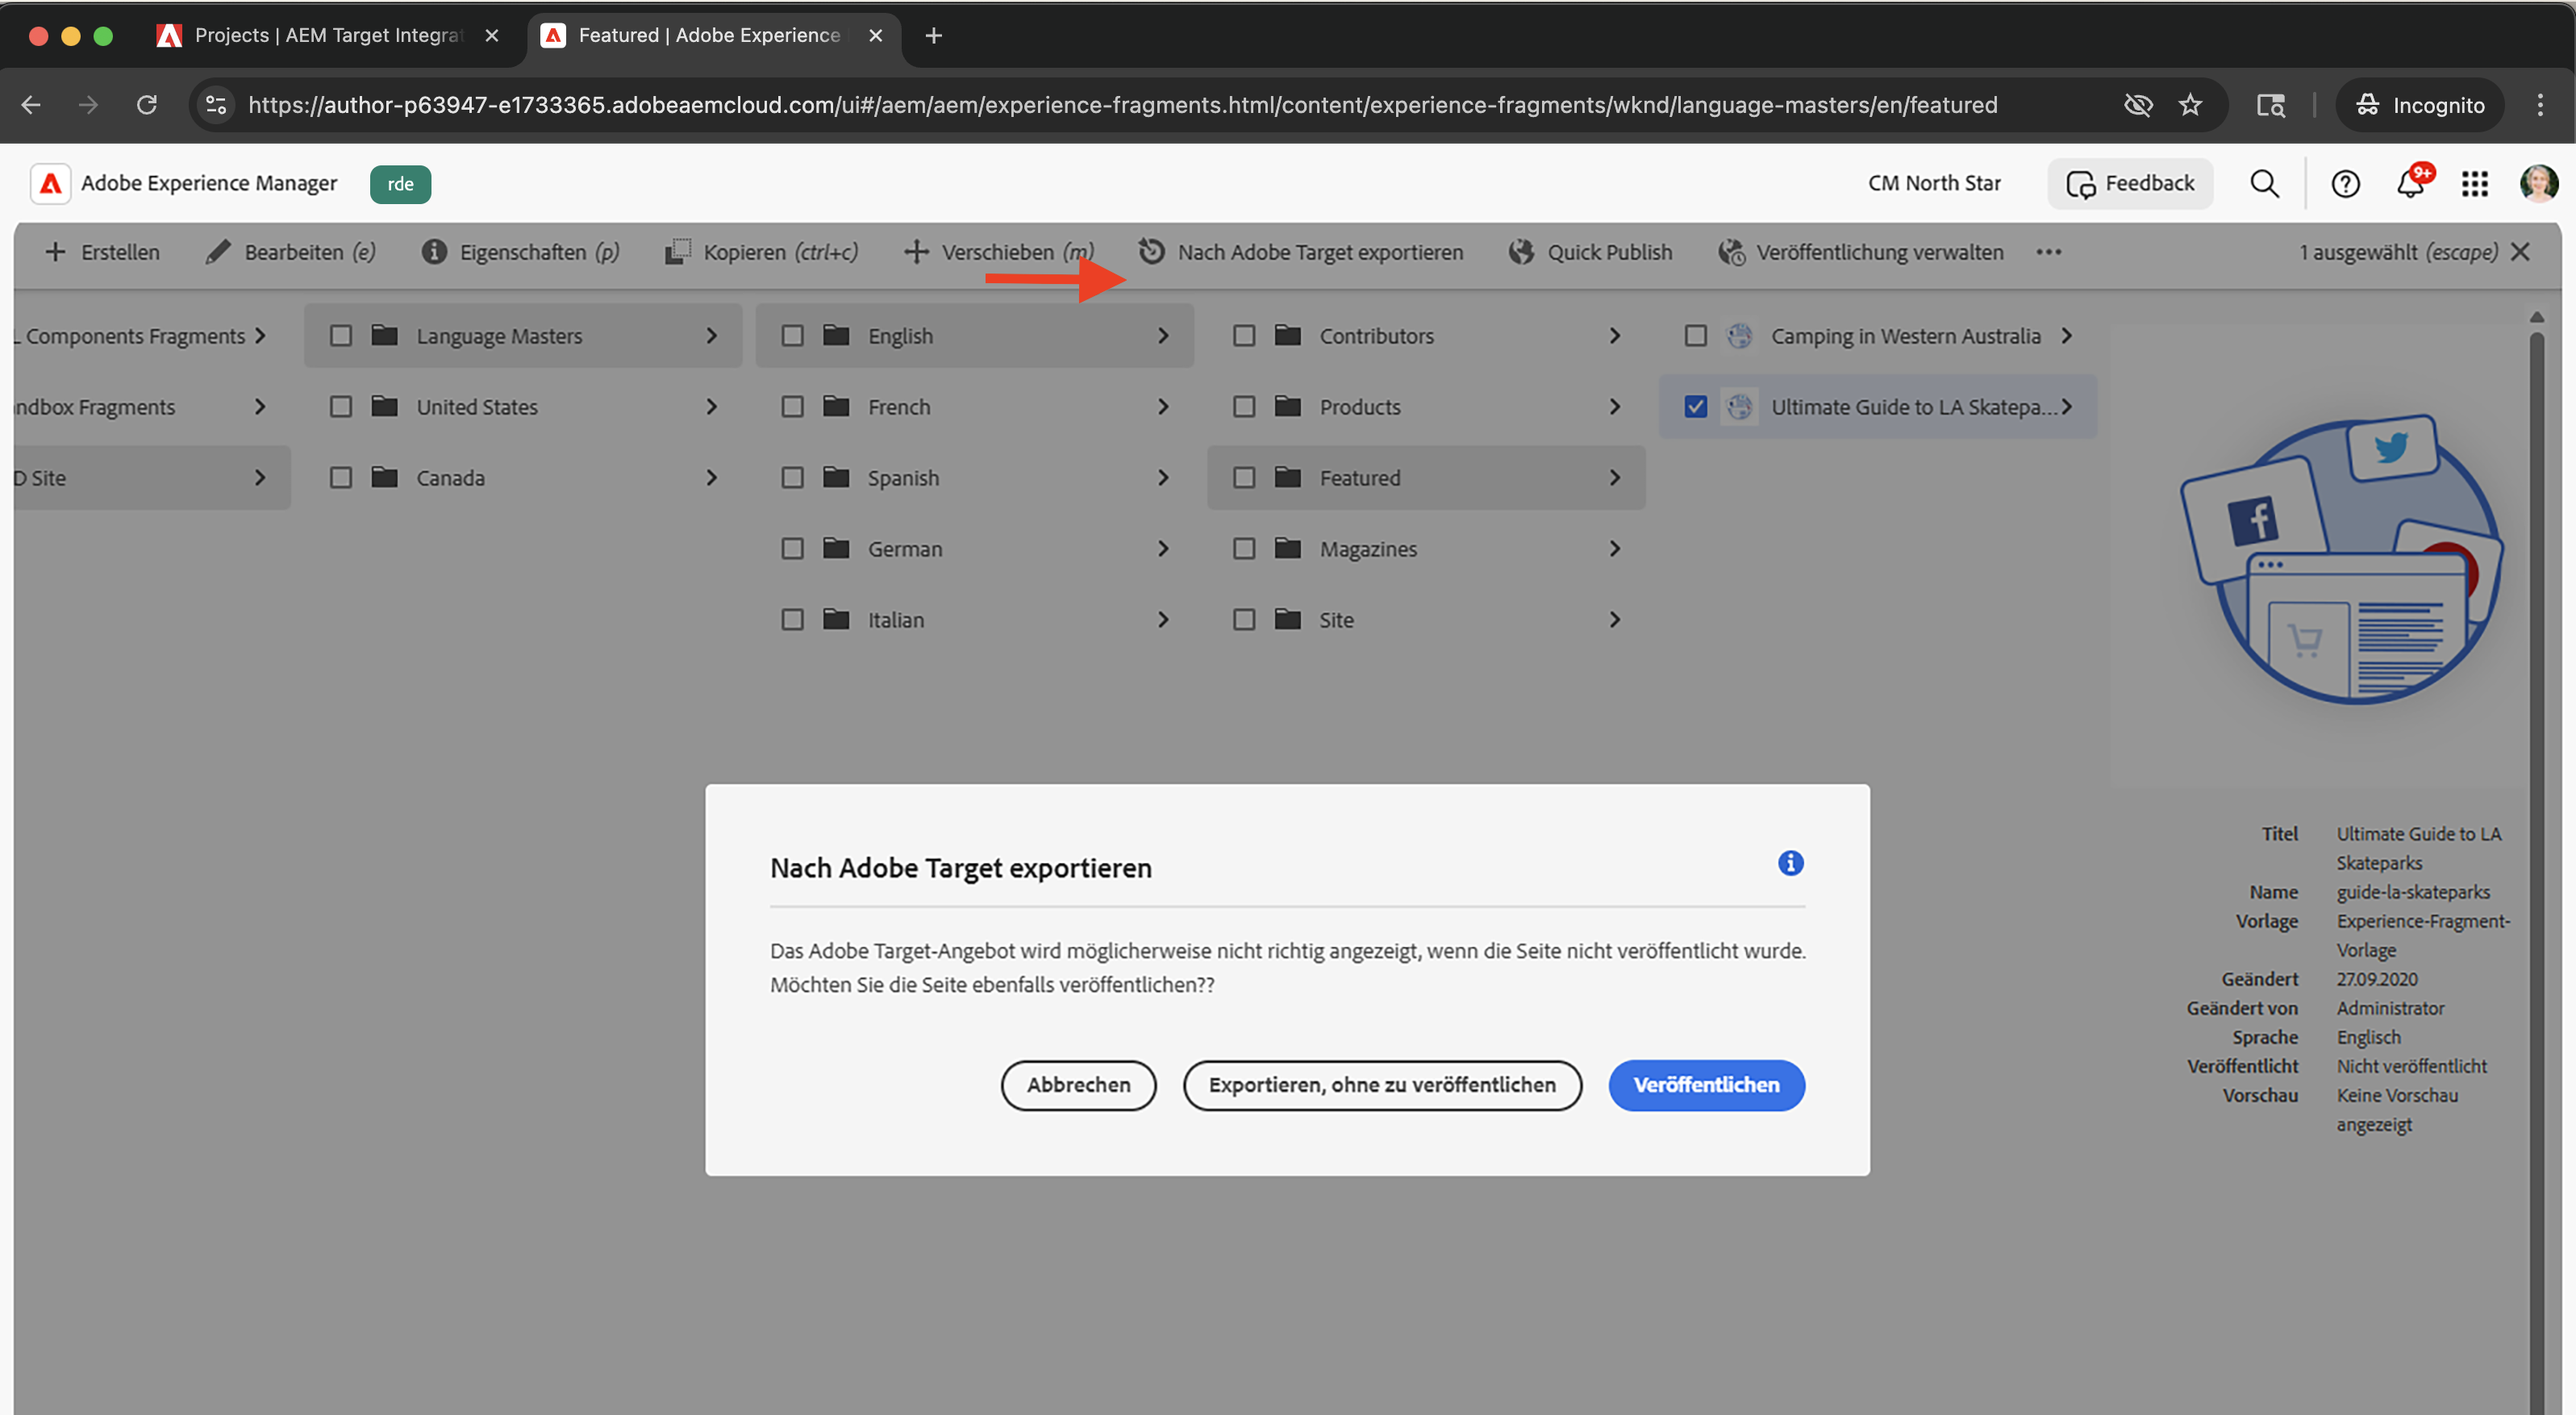 Projects | AEM Target Integrat
Featured | Adobe Experience
https://author-p63947-e1733365.adobeaemcloud.com/ui#/aem/aem/experience-fragments.html/content/experience-fragments/wknd/language-masters/en/featured
Incognito
Adobe Experience Manager
rde
CM North Star
Feedback
9+
Erstellen
Bearbeiten (e)
Eigenschaften (p)
Kopieren (ctrl+c)
Verschieben (m)
Nach Adobe Target exportieren
Quick Publish
Veröffentlichung verwalten
1 ausgewählt (escape)
L Components Fragments
Language Masters
English
Contributors
Camping in Western Australia
ndbox Fragments
United States
French
Products
Ultimate Guide to LA Skatepa...
D Site
Canada
Spanish
Featured
German
Magazines
Italian
Site
Nach Adobe Target exportieren
Das Adobe Target-Angebot wird möglicherweise nicht richtig angezeigt, wenn die Seite nicht veröffentlicht wurde.
Möchten Sie die Seite ebenfalls veröffentlichen??
Abbrechen
Exportieren, ohne zu veröffentlichen
Veröffentlichen
Titel Ultimate Guide to LA
Skateparks
Name guide-la-skateparks
Vorlage Experience-Fragment-
Vorlage
Geändert 27.09.2020
Geändert von Administrator
Sprache Englisch
Veröffentlicht Nicht veröffentlicht
Vorschau Keine Vorschau
angezeigt